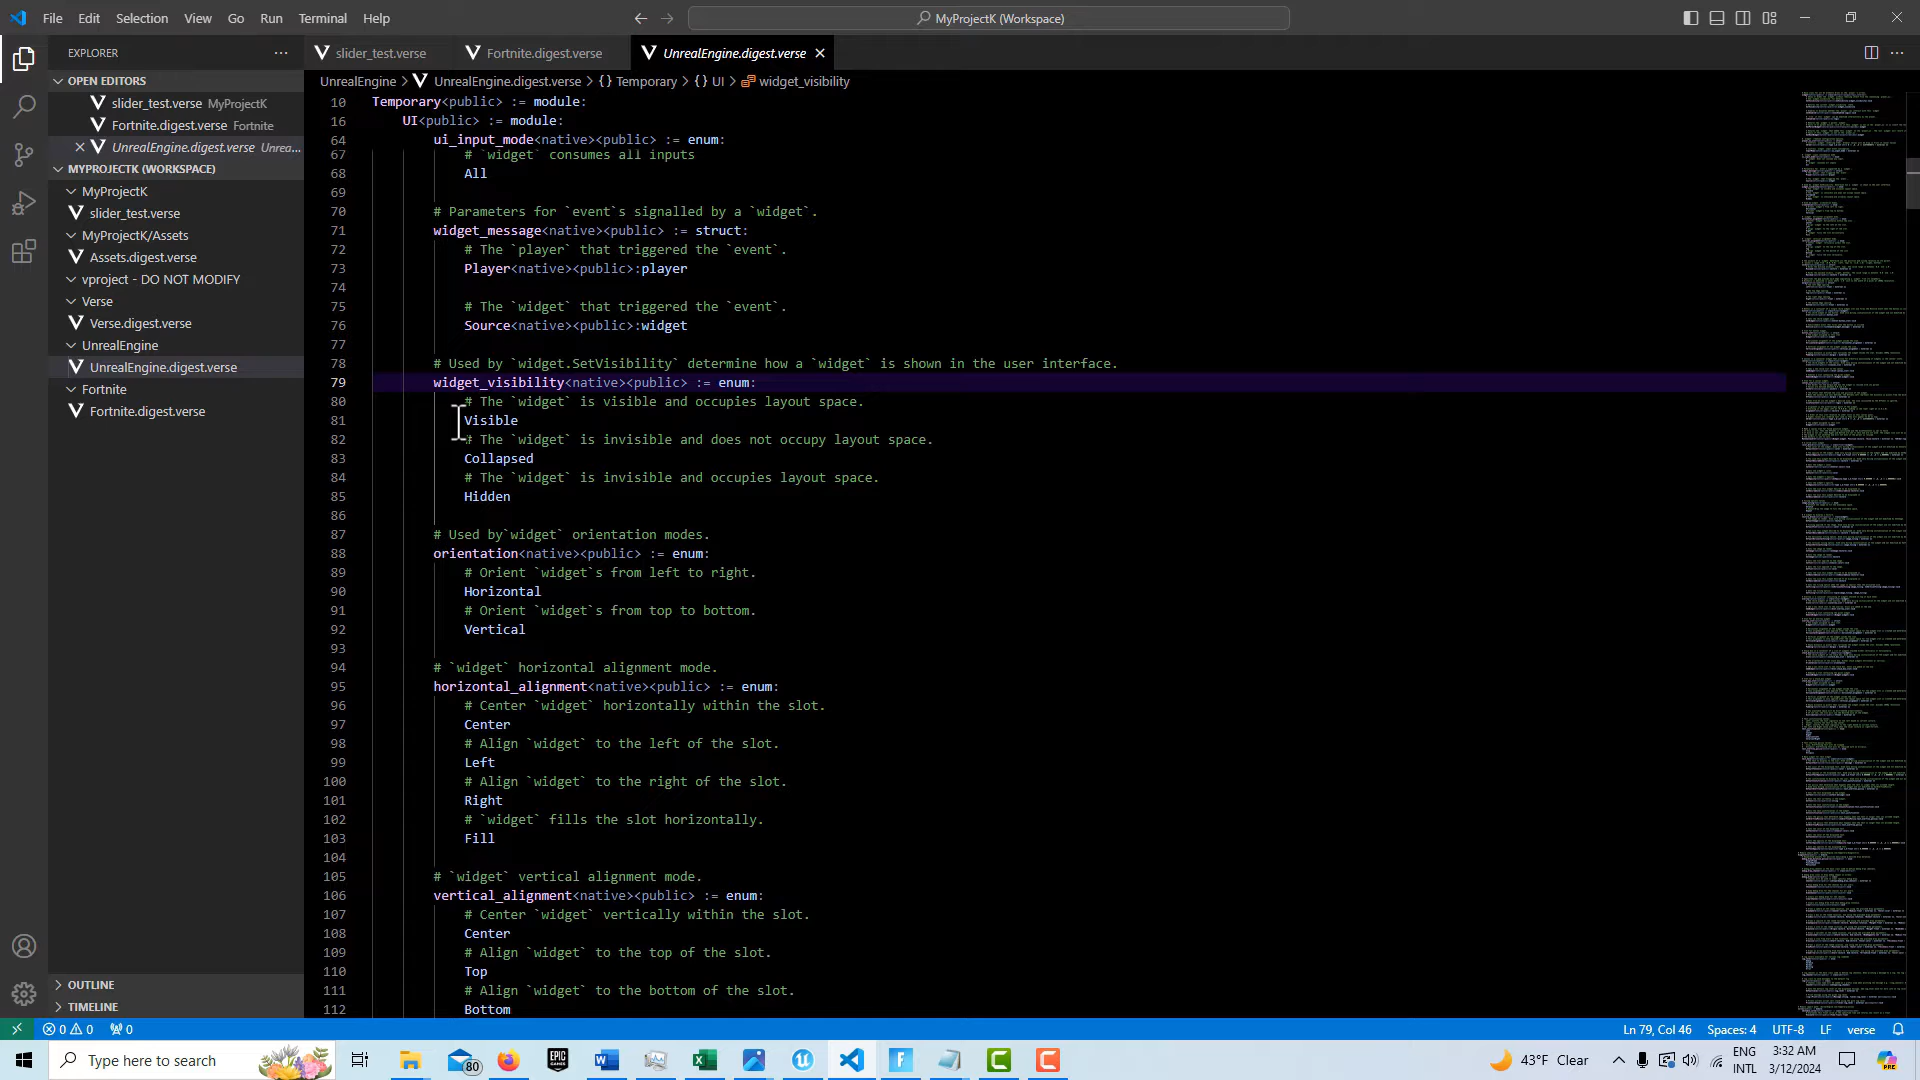 File Edit Selection View Go Run Terminal Help
MyProjectK (Workspace)
EXPLORER
OPEN EDITORS
slider_test.verse MyProjectK
Fortnite.digest.verse Fortnite
UnrealEngine.digest.verse Unrea...
MYPROJECTK (WORKSPACE)
MyProjectK
slider_test.verse
MyProjectK/Assets
Assets.digest.verse
vproject - DO NOT MODIFY
Verse
Verse.digest.verse
UnrealEngine
UnrealEngine.digest.verse
Fortnite
Fortnite.digest.verse
OUTLINE
TIMELINE
slider_test.verse Fortnite.digest.verse UnrealEngine.digest.verse
UnrealEngine > UnrealEngine.digest.verse > {} Temporary > {} UI > widget_visibility
10 Temporary<public> := module:
16 UI<public> := module:
64 ui_input_mode<native><public> := enum:
67 # `widget` consumes all inputs
68 All
69
70 # Parameters for `event`s signalled by a `widget`.
71 widget_message<native><public> := struct:
72 # The `player` that triggered the `event`.
73 Player<native><public>:player
74
75 # The `widget` that triggered the `event`.
76 Source<native><public>:widget
77
78 # Used by `widget.SetVisibility` determine how a `widget` is shown in the user interface.
79 widget_visibility<native><public> := enum:
80 # The `widget` is visible and occupies layout space.
81 Visible
82 # The `widget` is invisible and does not occupy layout space.
83 Collapsed
84 # The `widget` is invisible and occupies layout space.
85 Hidden
86
87 # Used by`widget` orientation modes.
88 orientation<native><public> := enum:
89 # Orient `widget`s from left to right.
90 Horizontal
91 # Orient `widget`s from top to bottom.
92 Vertical
93
94 # `widget` horizontal alignment mode.
95 horizontal_alignment<native><public> := enum:
96 # Center `widget` horizontally within the slot.
97 Center
98 # Align `widget` to the left of the slot.
99 Left
100 # Align `widget` to the right of the slot.
101 Right
102 # `widget` fills the slot horizontally.
103 Fill
104
105 # `widget` vertical alignment mode.
106 vertical_alignment<native><public> := enum:
107 # Center `widget` vertically within the slot.
108 Center
109 # Align `widget` to the top of the slot.
110 Top
111 # Align `widget` to the bottom of the slot.
112 Bottom
0 0 0 Ln 79, Col 46 Spaces: 4 UTF-8 LF verse
Type here to search
80
EPIC GAMES
43°F Clear
ENG
INTL
3:32 AM
3/12/2024
PRE